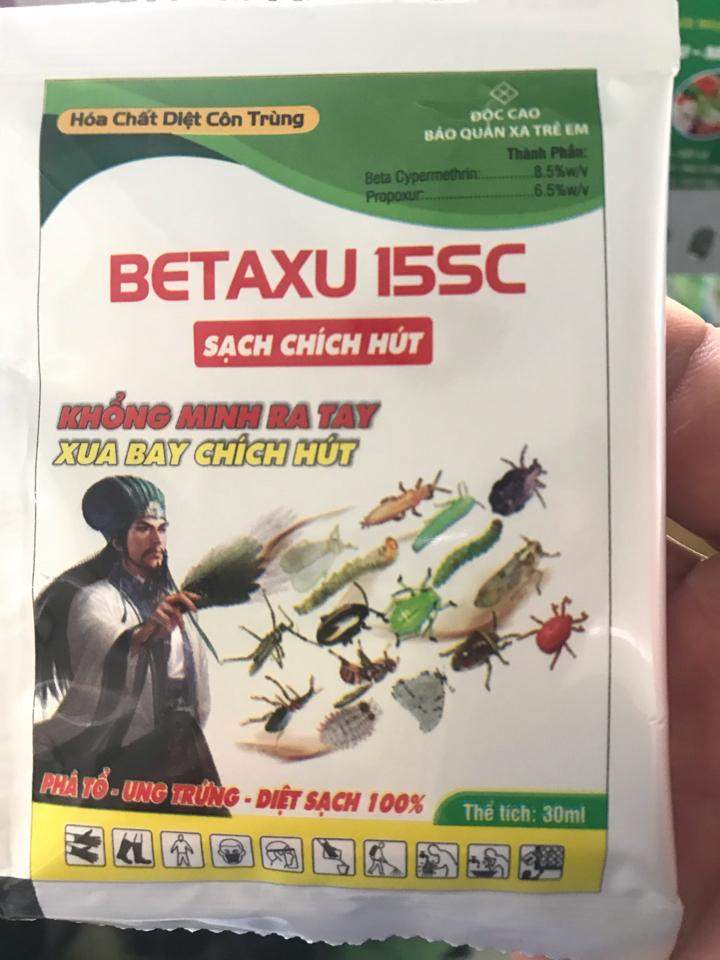 Hóa Chất Diệt Côn Trùng
ĐỘC CAO
BẢO QUẢN XA TRẺ EM
Thành Phần:
Beta Cypermethrin:..............8.5%w/v
Propoxur:............................6.5%w/v
BETAXU 15SC
SẠCH CHÍCH HÚT
KHỔNG MINH RA TAY
XUA BAY CHÍCH HÚT
PHÁ TỔ - UNG TRỨNG - DIỆT SẠCH 100%
Thể tích: 30ml